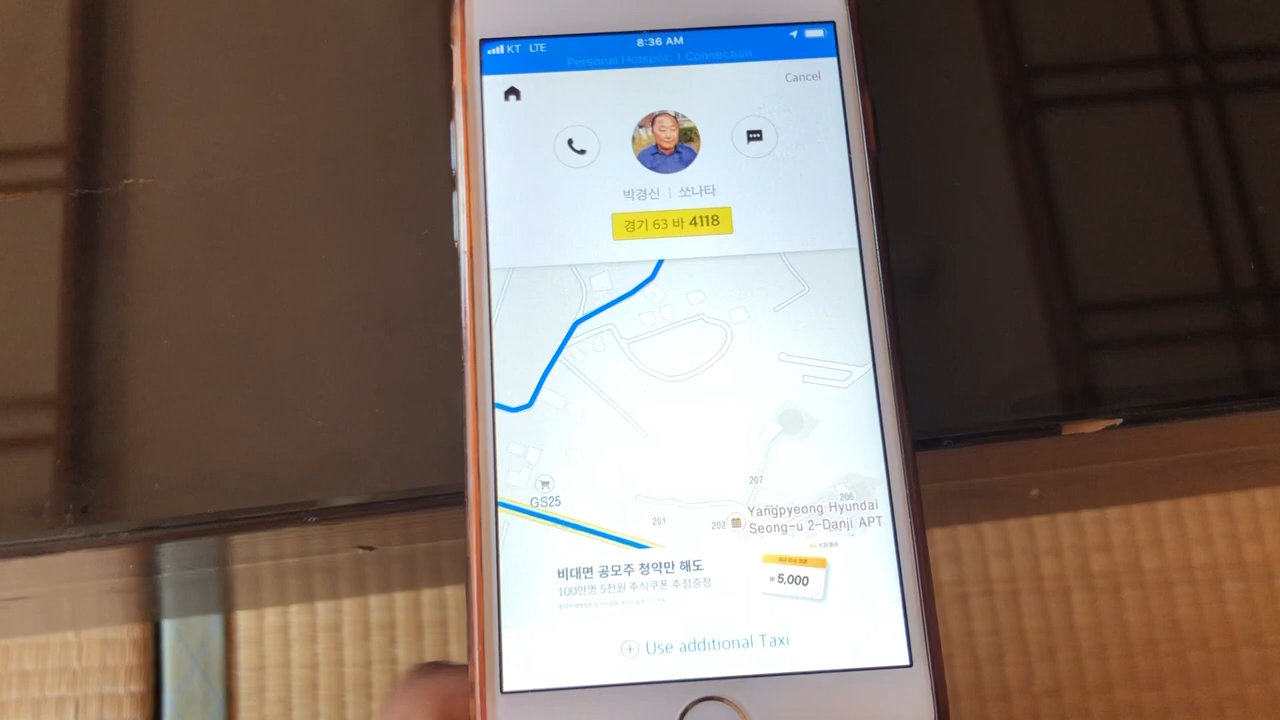 KT LTE 8:36 AM
Personal Hotspot: 1 Connection
Cancel
박경신 | 쏘나타
경기 63 바 4118
207
206
GS25
Yangpyeong Hyundai
201
202
Seong-u 2-Danji APT
비대면 공모주 청약만 해도
100만명 5천원 주식쿠폰 추첨증정
₩ 5,000
Use additional Taxi